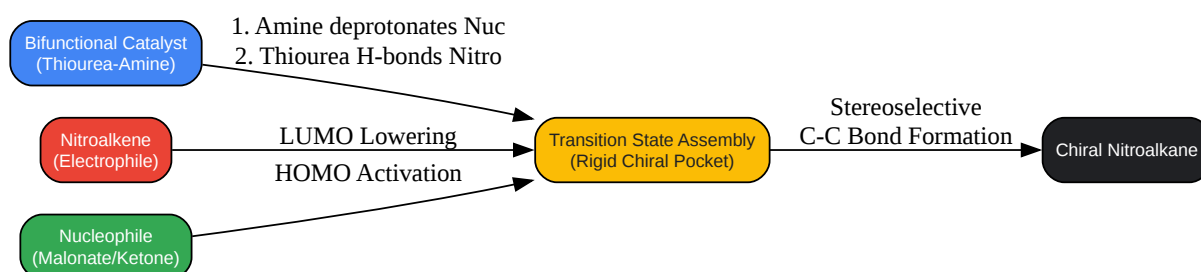 Bifunctional Catalyst
(Thiourea-Amine)
1. Amine deprotonates Nuc
2. Thiourea H-bonds Nitro
Nitroalkene
(Electrophile)
LUMO Lowering
HOMO Activation
Nucleophile
(Malonate/Ketone)
Transition State Assembly
(Rigid Chiral Pocket)
Stereoselective
C-C Bond Formation
Chiral Nitroalkane